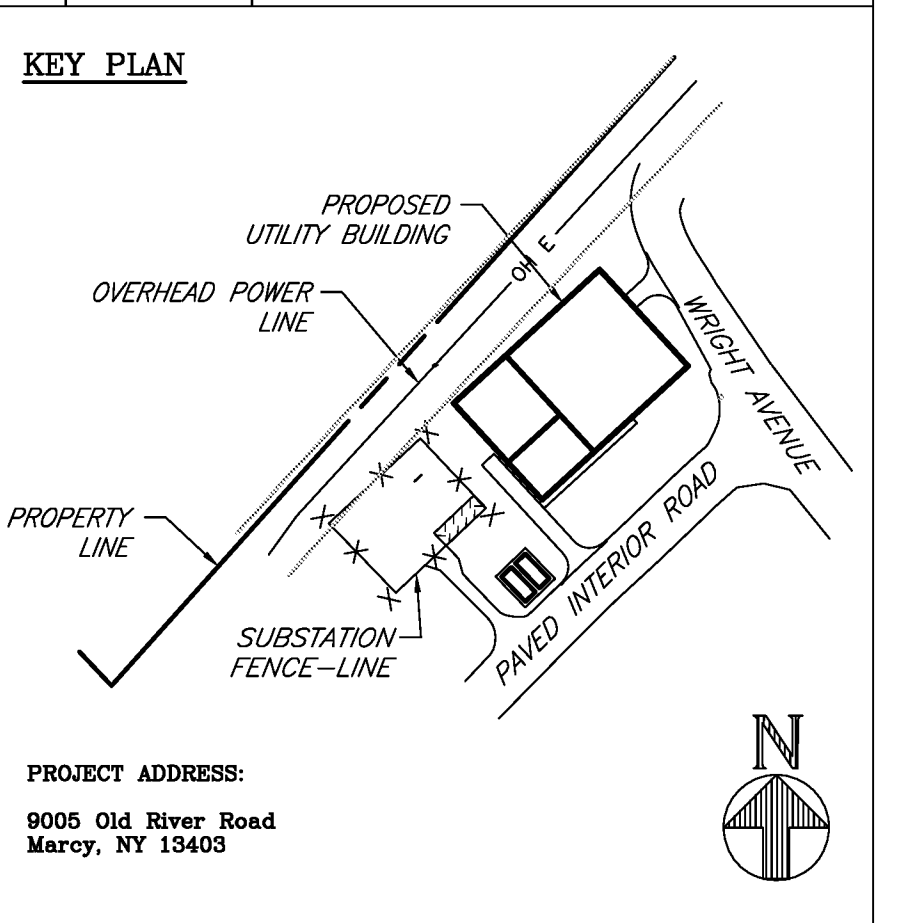 KEY PLAN
PROPOSED
UTILITY BUILDING
OVERHEAD POWER
LINE
OH E
WRIGHT AVENUE
PROPERTY
LINE
PAVED INTERIOR ROAD
SUBSTATION
FENCE-LINE
N
PROJECT ADDRESS:
9005 Old River Road
Marcy, NY 13403